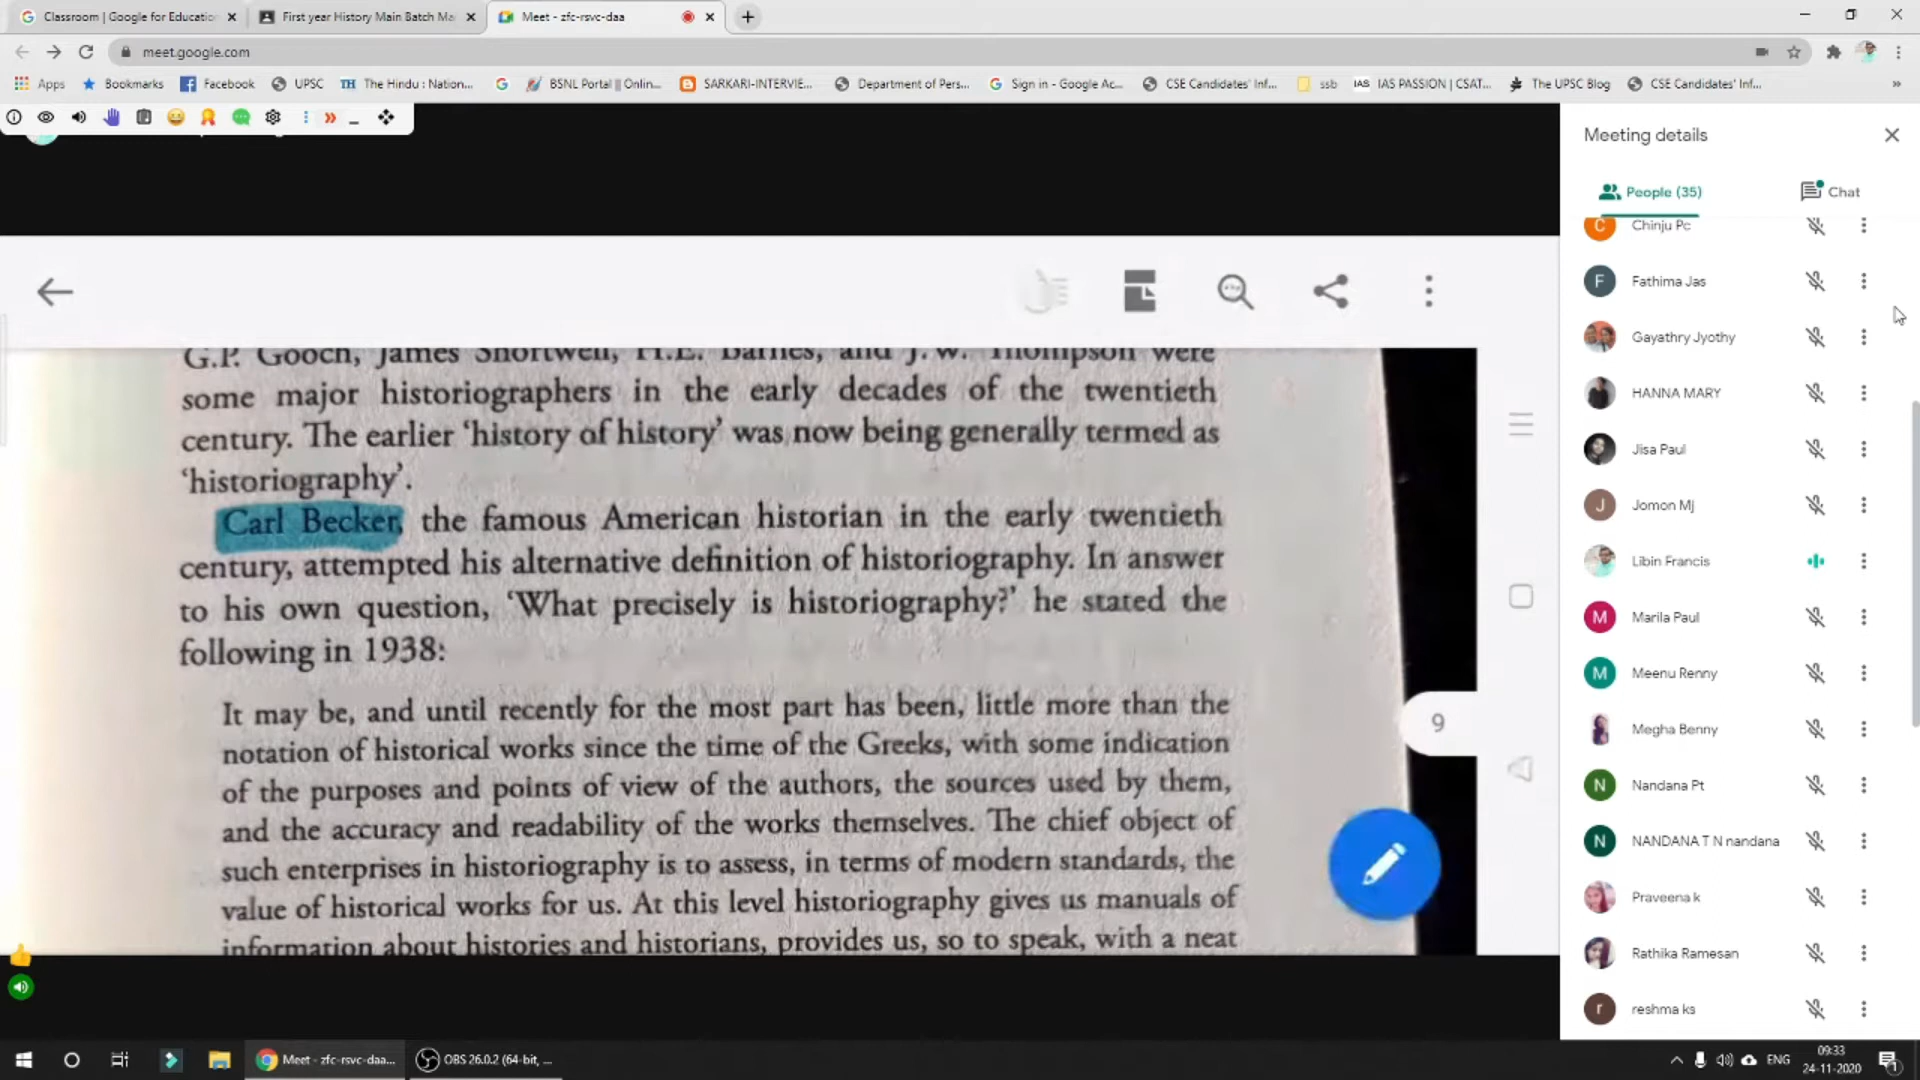 Classroom | Google for Education
First year History Main Batch Ma
Meet - zfc-rsvc-daa
meet.google.com
Apps
Bookmarks
Facebook
UPSC
TH The Hindu : Nation...
BSNL Portal || Onlin...
SARKARI-INTERVIE...
Department of Pers...
Sign in - Google Ac...
CSE Candidates' Inf...
ssb
IAS IAS PASSION | CSAT...
The UPSC Blog
CSE Candidates' Inf...
Meeting details
People (35)
Chat
G.P. Gooch, James Shortwell, H.E. Barnes, and J.W. Thompson were
some major historiographers in the early decades of the twentieth
century. The earlier ‘history of history’ was now being generally termed as
‘historiography’.
Carl Becker, the famous American historian in the early twentieth
century, attempted his alternative definition of historiography. In answer
to his own question, ‘What precisely is historiography?’ he stated the
following in 1938:
It may be, and until recently for the most part has been, little more than the
notation of historical works since the time of the Greeks, with some indication
of the purposes and points of view of the authors, the sources used by them,
and the accuracy and readability of the works themselves. The chief object of
such enterprises in historiography is to assess, in terms of modern standards, the
value of historical works for us. At this level historiography gives us manuals of
information about histories and historians, provides us, so to speak, with a neat
9
C Chinju Pc
F Fathima Jas
Gayathry Jyothy
HANNA MARY
Jisa Paul
J Jomon Mj
Libin Francis
M Marila Paul
M Meenu Renny
Megha Benny
N Nandana Pt
N NANDANA T N nandana
Praveena k
Rathika Ramesan
r reshma ks
Meet - zfc-rsvc-daa...
OBS 26.0.2 (64-bit, ...
ENG
09:33
24-11-2020
1